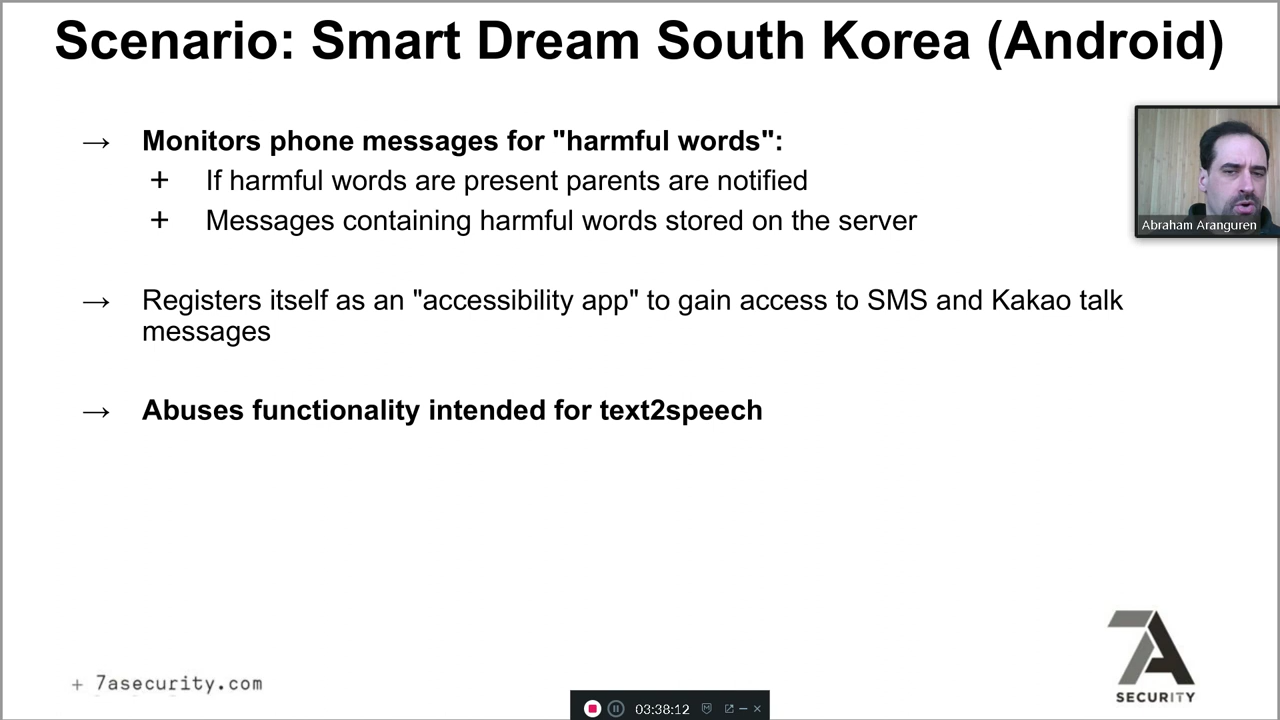 Scenario: Smart Dream South Korea (Android)
→ Monitors phone messages for "harmful words":
+ If harmful words are present parents are notified
+ Messages containing harmful words stored on the server
→ Registers itself as an "accessibility app" to gain access to SMS and Kakao talk
messages
→ Abuses functionality intended for text2speech
Abraham Aranguren
+ 7asecurity.com
7A
SECURITY
03:38:12